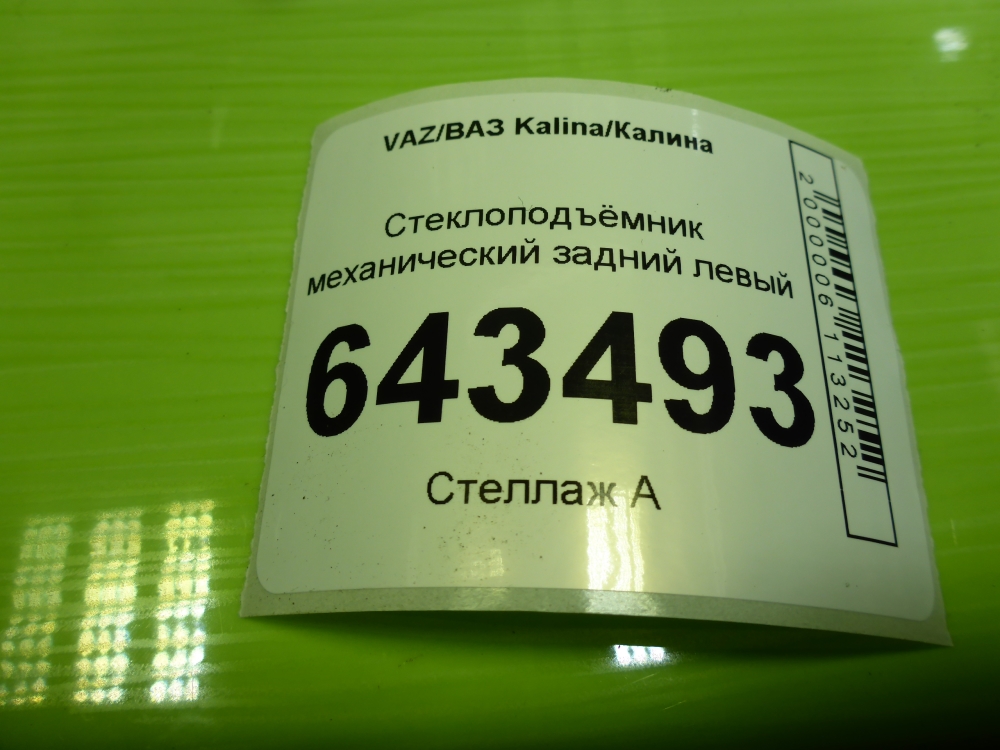 VAZ/ВАЗ Kalina/Калина
Стеклоподъёмник
механический задний левый
643493
Стеллаж А
2000006113252